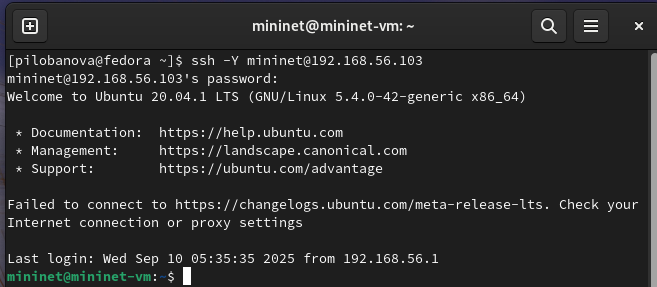 mininet@mininet-vm: ~
[pilobanova@fedora ~]$ ssh -Y mininet@192.168.56.103
mininet@192.168.56.103's password:
Welcome to Ubuntu 20.04.1 LTS (GNU/Linux 5.4.0-42-generic x86_64)

 * Documentation:  https://help.ubuntu.com
 * Management:     https://landscape.canonical.com
 * Support:        https://ubuntu.com/advantage

Failed to connect to https://changelogs.ubuntu.com/meta-release-lts. Check your
Internet connection or proxy settings

Last login: Wed Sep 10 05:35:35 2025 from 192.168.56.1
mininet@mininet-vm:~$